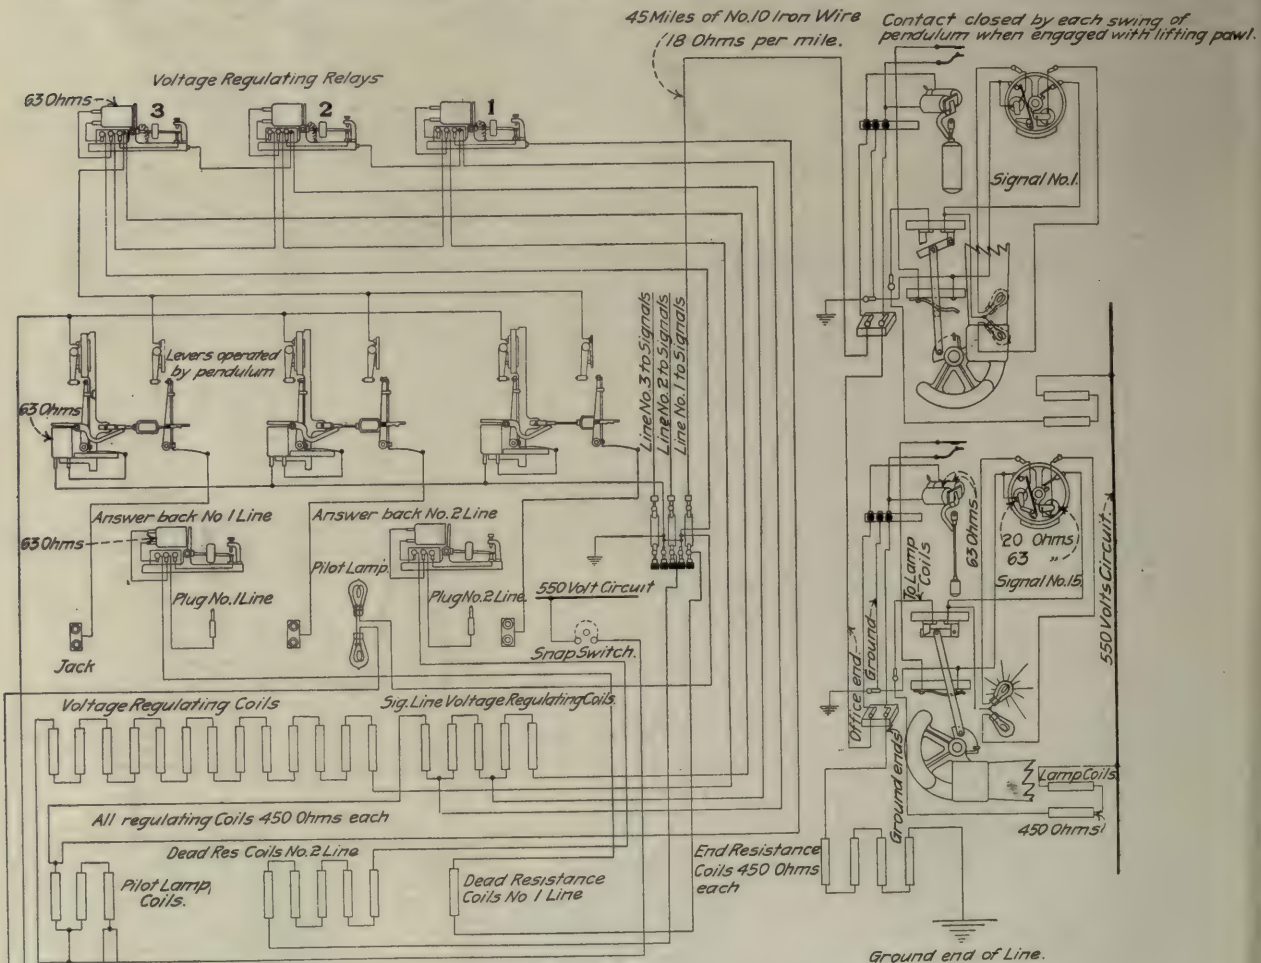 45 Miles of No.10 Iron Wire
18 Ohms per mile.
Contact closed by each swing of
pendulum when engaged with lifting pawl.
Voltage Regulating Relays
63 Ohms
3
2
1
Signal No.1.
Levers operated
by pendulum
63 Ohms
Line No.3 to Signals
Line No.2 to Signals
Line No.1 to Signals
Answer back No 1 Line
63 Ohms
Answer back No.2 Line
Pilot Lamp.
Plug No.1 Line
Plug No.2 Line.
550 Volt Circuit
Snap Switch.
Jack
To Lamp
Coils
63 Ohms
20 Ohms
63 "
Signal No.15.
550 Volts Circuit.
Office end
Ground
Ground ends
Lamp Coils
450 Ohms
Voltage Regulating Coils
Sig. Line Voltage Regulating Coils.
All regulating Coils 450 Ohms each
Dead Res Coils No.2 Line
Pilot Lamp,
Coils.
Dead Resistance
Coils No 1 Line
End Resistance
Coils 450 Ohms
each
Ground end of Line.